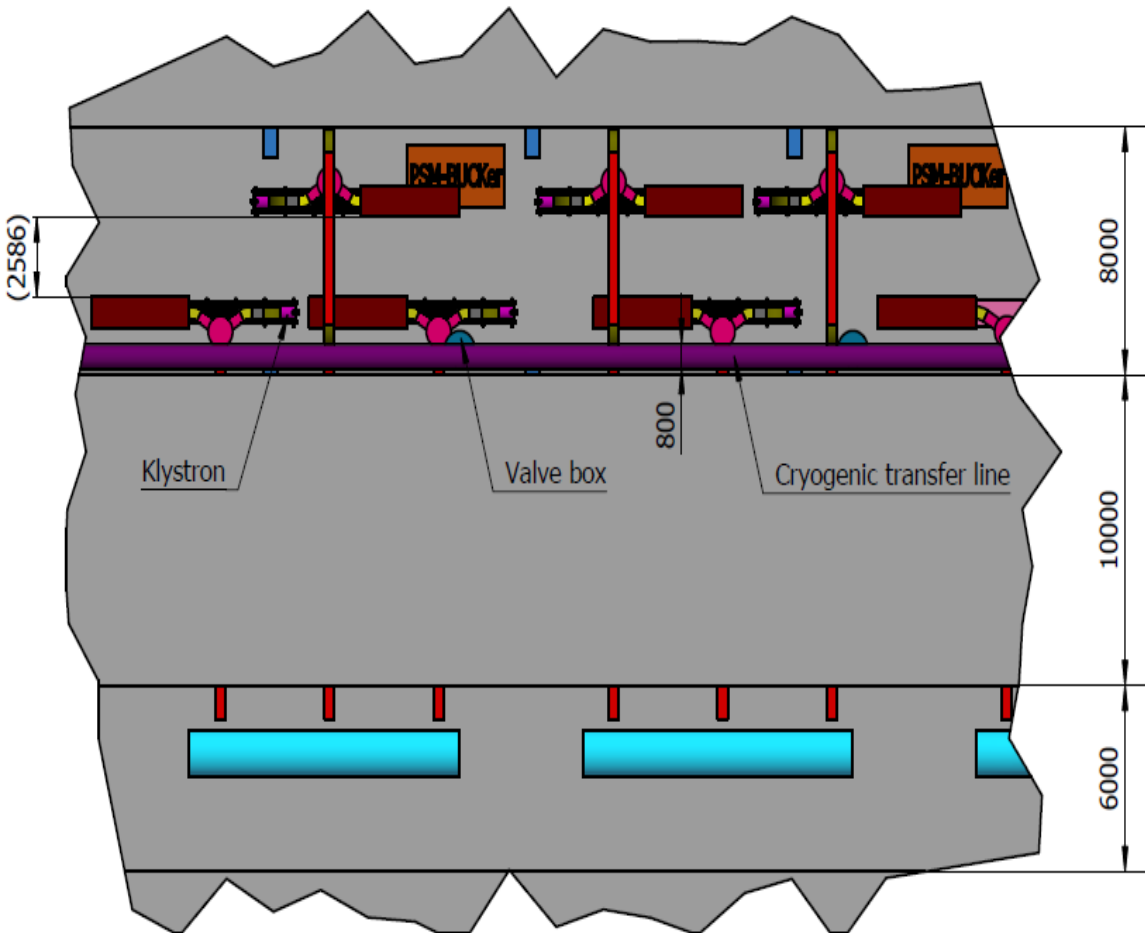 PSM-BUCKer
PSM-BUCKer
(2586)
8000
800
Klystron
Valve box
Cryogenic transfer line
10000
6000